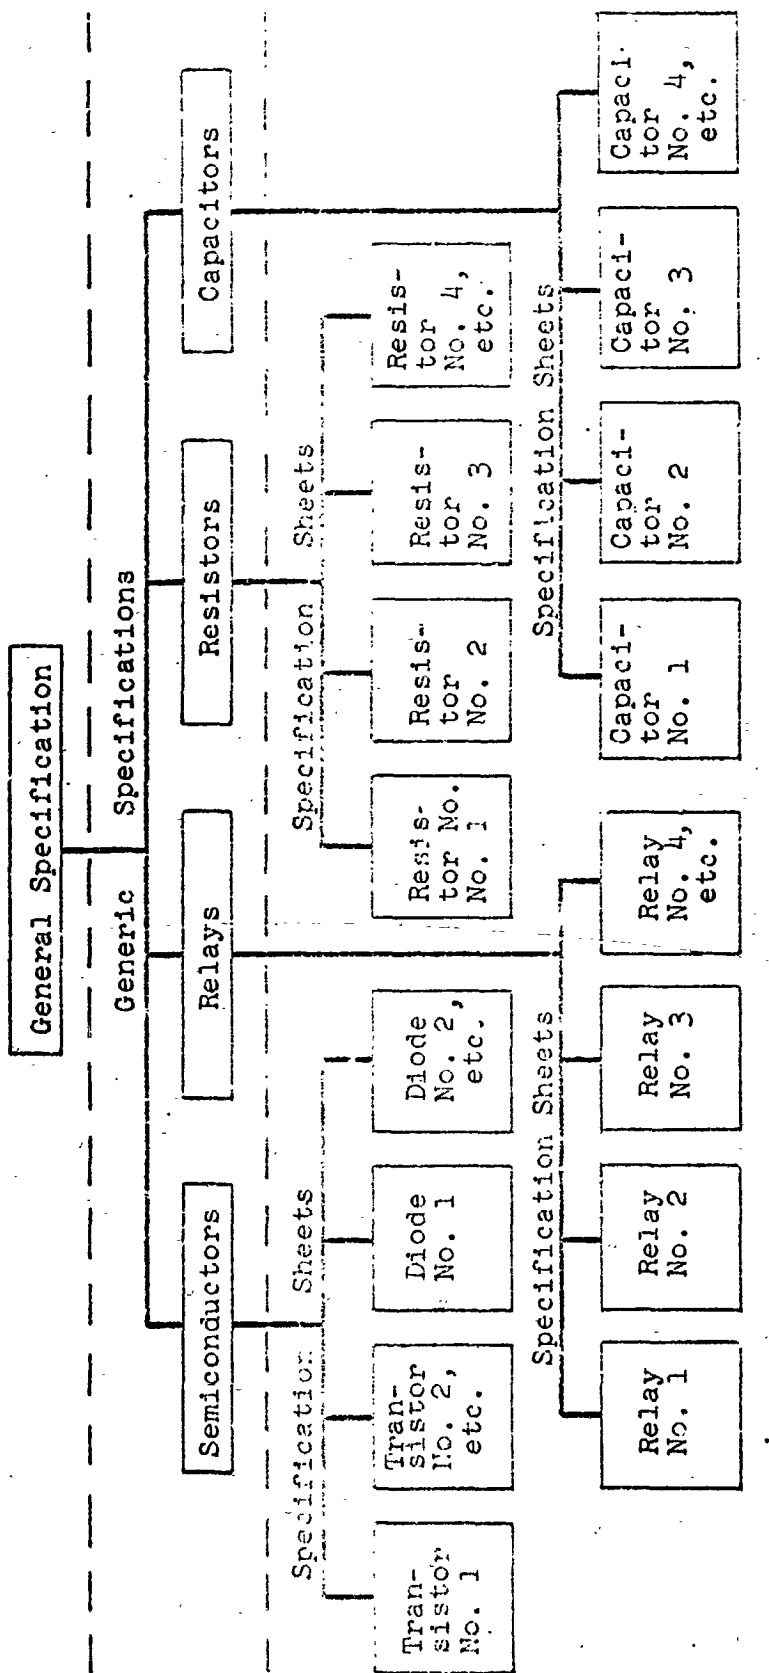 General Specification
Generic Specifications
Semiconductors
Relays
Resistors
Capacitors
Specification Sheets
Tran-
sistor
No. 1
Tran-
sistor
No. 2,
etc.
Diode
No. 1
Diode
No. 2,
etc.
Specification Sheets
Resis-
tor No.
No. 1
Resis-
tor
No. 2
Resis-
tor
No. 3
Resis-
tor
No. 4,
etc.
Specification Sheets
Relay
No. 1
Relay
No. 2
Relay
No. 3
Relay
No. 4,
etc.
Specification Sheets
Capaci-
tor
No. 1
Capaci-
tor
No. 2
Capaci-
tor
No. 3
Capaci-
tor
No. 4,
etc.